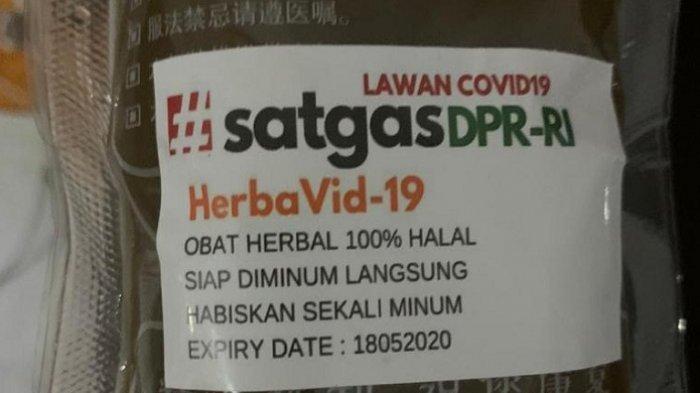 服法禁忌请遵医嘱。
LAWAN COVID19
#satgasDPR-RI
HerbaVid-19
OBAT HERBAL 100% HALAL
SIAP DIMINUM LANGSUNG
HABISKAN SEKALI MINUM
EXPIRY DATE : 18052020